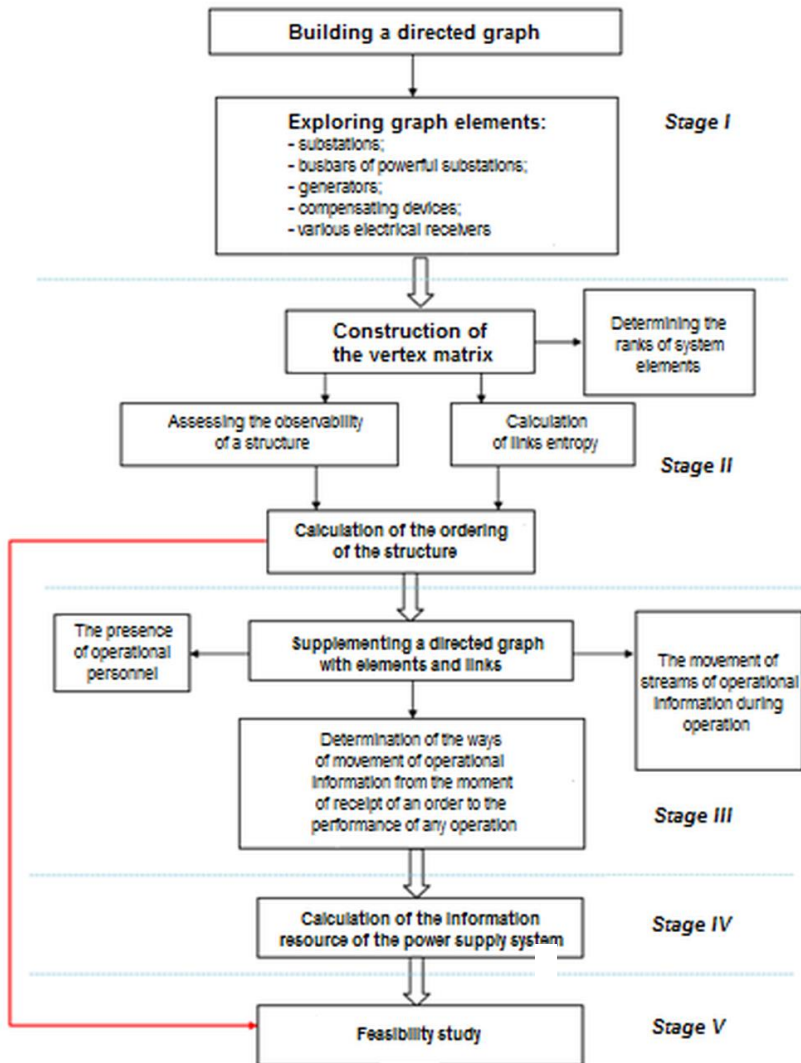 Building a directed graph
Exploring graph elements:
- substations;
- busbars of powerful substations;
- generators;
- compensating devices;
- various electrical receivers
Stage I
Construction of
the vertex matrix
Determining the
ranks of system
elements
Assessing the observability
of a structure
Calculation
of links entropy
Stage II
Calculation of the ordering
of the structure
The presence
of operational
personnel
Supplementing a directed graph
with elements and links
The movement of
streams of operational
information during
operation
Determination of the ways
of movement of operational
information from the moment
of receipt of an order to the
performance of any operation
Stage III
Calculation of the information
resource of the power supply system
Stage IV
Feasibility study
Stage V